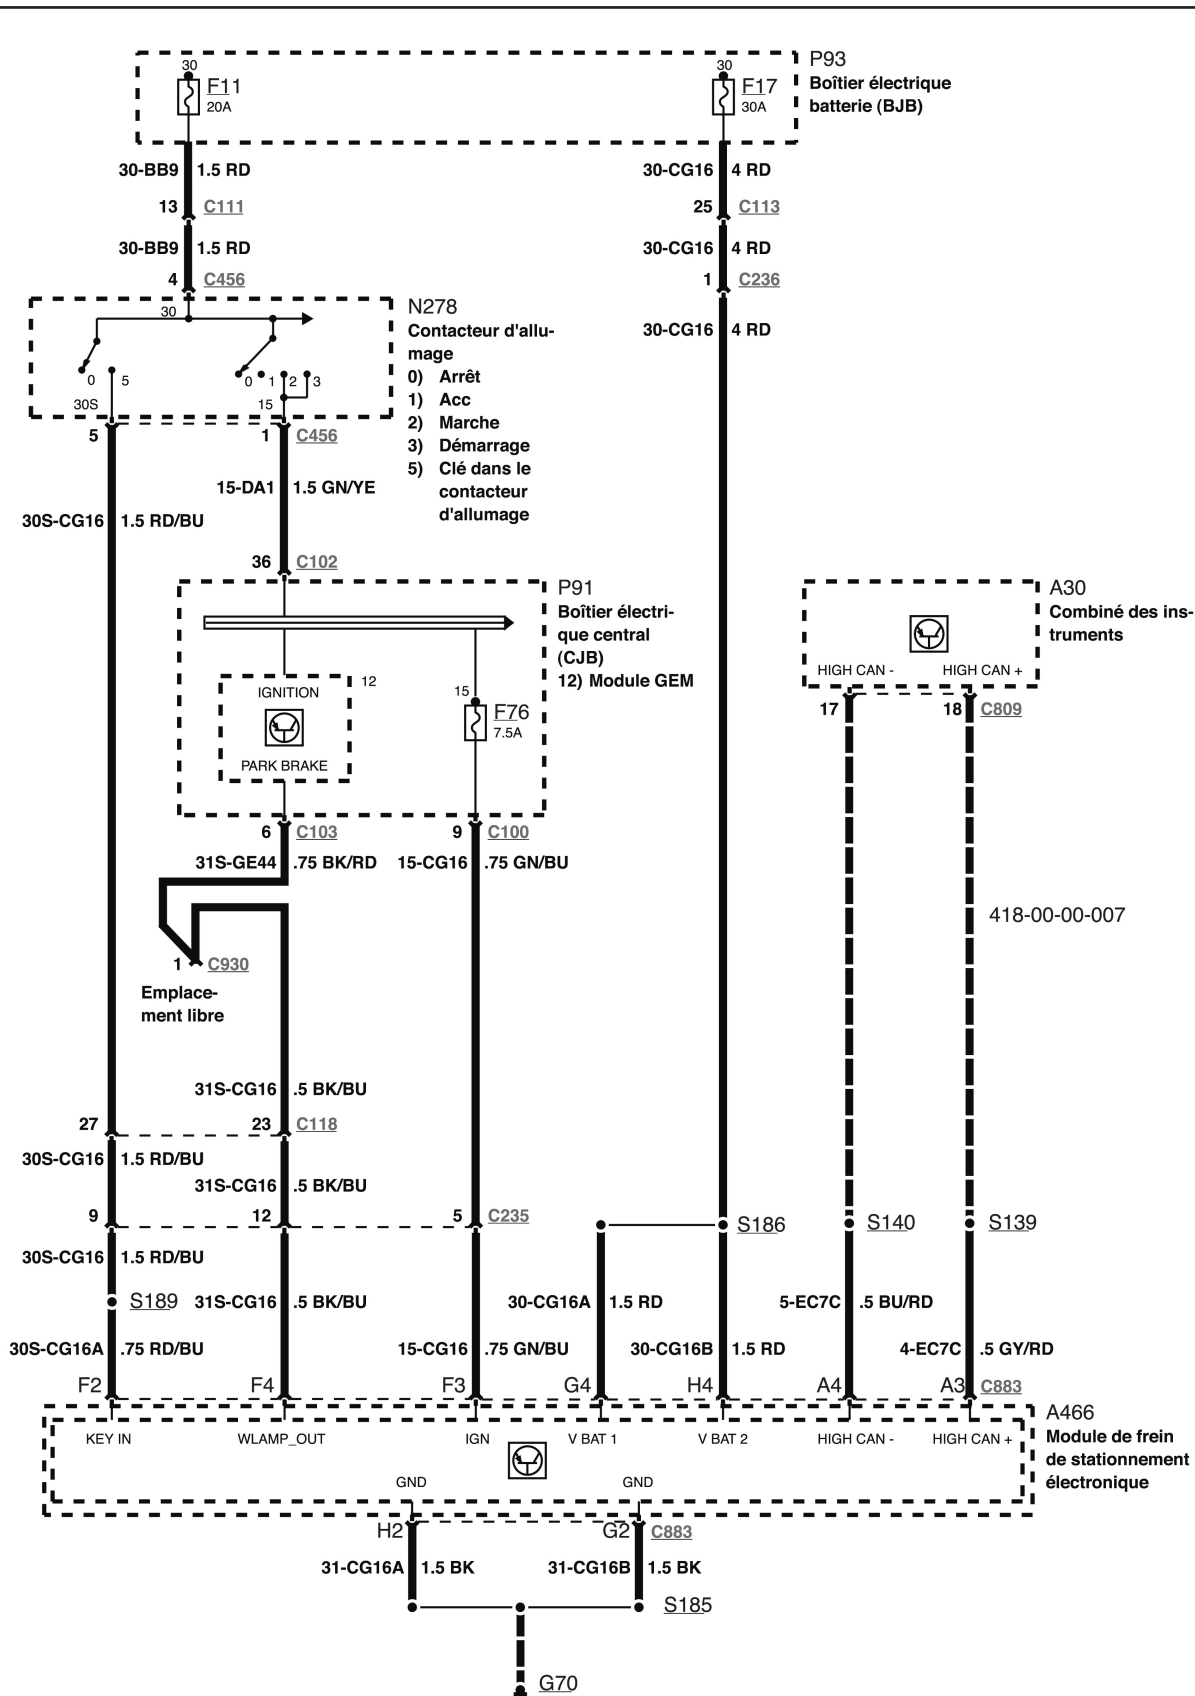 P93
Boîtier électrique
batterie (BJB)
30
F11
20A
30
F17
30A
30-BB9 1.5 RD
30-CG16 4 RD
13 C111
25 C113
30-BB9 1.5 RD
30-CG16 4 RD
4 C456
1 C236
30-CG16 4 RD
N278
Contacteur d'allu-
mage
0) Arrêt
1) Acc
2) Marche
3) Démarrage
5) Clé dans le
contacteur
d'allumage
30
0 5
0 1 2 3
30S
15
5
1 C456
15-DA1 1.5 GN/YE
30S-CG16 1.5 RD/BU
36 C102
P91
Boîtier électri-
que central
(CJB)
12) Module GEM
A30
Combiné des ins-
truments
HIGH CAN - HIGH CAN +
17
18 C809
IGNITION
12
PARK BRAKE
15
F76
7.5A
6 C103
9 C100
31S-GE44 .75 BK/RD
15-CG16 .75 GN/BU
418-00-00-007
1 C930
Emplace-
ment libre
31S-CG16 .5 BK/BU
27
23 C118
30S-CG16 1.5 RD/BU
31S-CG16 .5 BK/BU
9
12
5 C235
S186
S140
S139
30S-CG16 1.5 RD/BU
S189
31S-CG16 .5 BK/BU
30-CG16A 1.5 RD
5-EC7C .5 BU/RD
30S-CG16A .75 RD/BU
15-CG16 .75 GN/BU
30-CG16B 1.5 RD
4-EC7C .5 GY/RD
F2 F4 F3 G4 H4 A4 A3 C883
A466
Module de frein
de stationnement
électronique
KEY IN WLAMP_OUT IGN V BAT 1 V BAT 2 HIGH CAN - HIGH CAN +
GND GND
H2 G2 C883
31-CG16A 1.5 BK
31-CG16B 1.5 BK
S185
G70